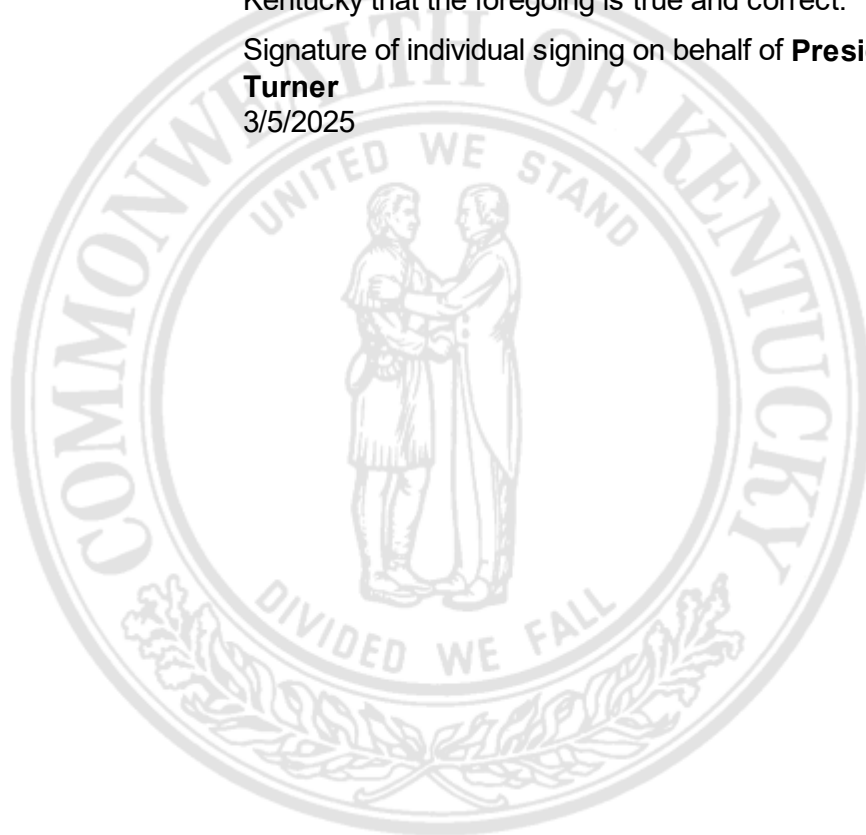 Kentucky that the foregoing is true and correct.
Signature of individual signing on behalf of
Turner
3/5/2025
COMMONWEALTH OF KENTUCKY
UNITED WE STAND
DIVIDED WE FALL